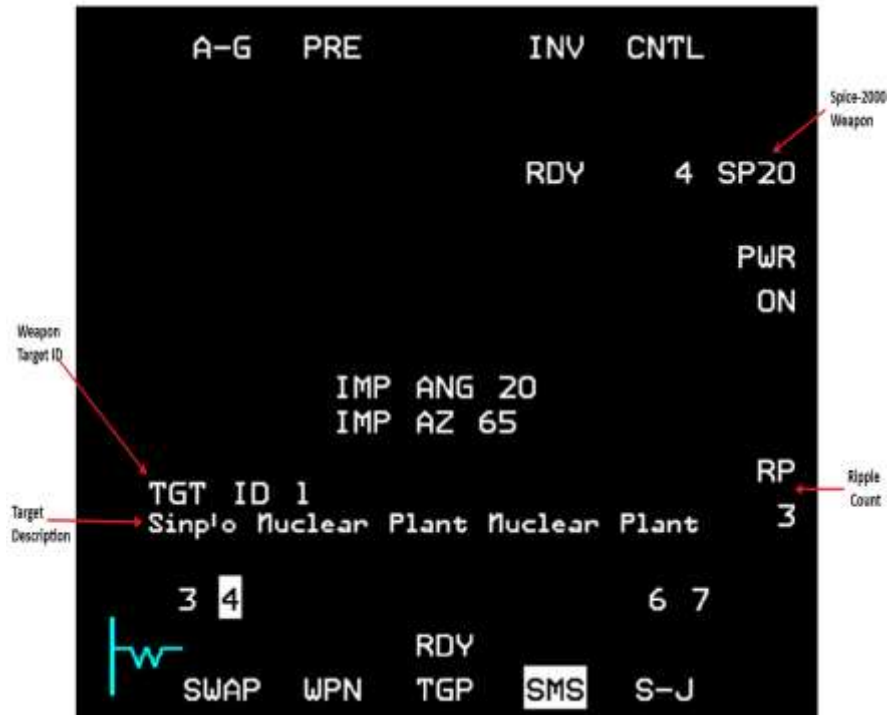 A-G PRE INV CNTL
Spice-2000
Weapon
RDY 4 SP20
PWR
ON
Weapon
Target ID
IMP ANG 20
IMP AZ 65
RP
Ripple
Count
TGT ID 1
3
Target
Description
Sinp'o Nuclear Plant Nuclear Plant
3 4 6 7
RDY
SWAP WPN TGP SMS S-J